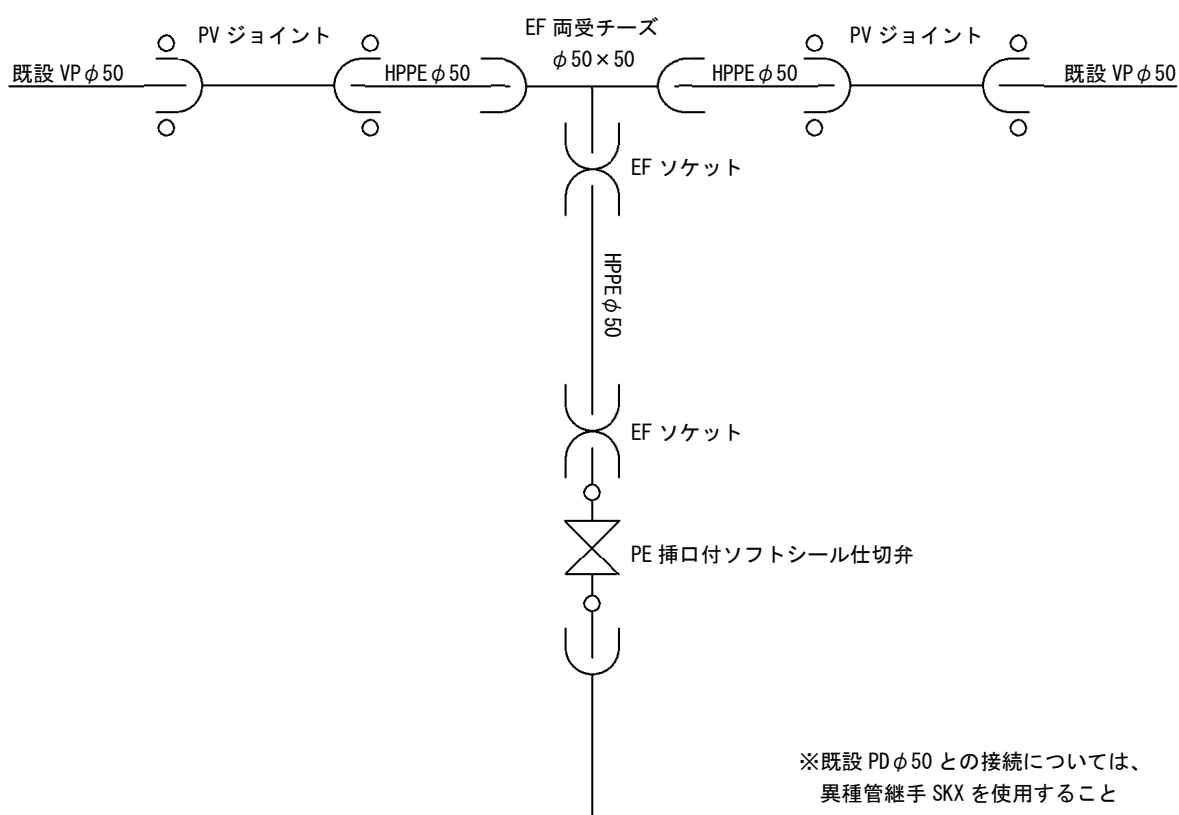 PV ジョイント
EF 両受チーズ
φ50×50
PV ジョイント
既設 VPφ50
HPPEφ50
HPPEφ50
既設 VPφ50
EF ソケット
HPPEφ50
EF ソケット
PE 挿口付ソフトシール仕切弁
※既設 PDφ50 との接続については、
異種管継手 SKX を使用すること